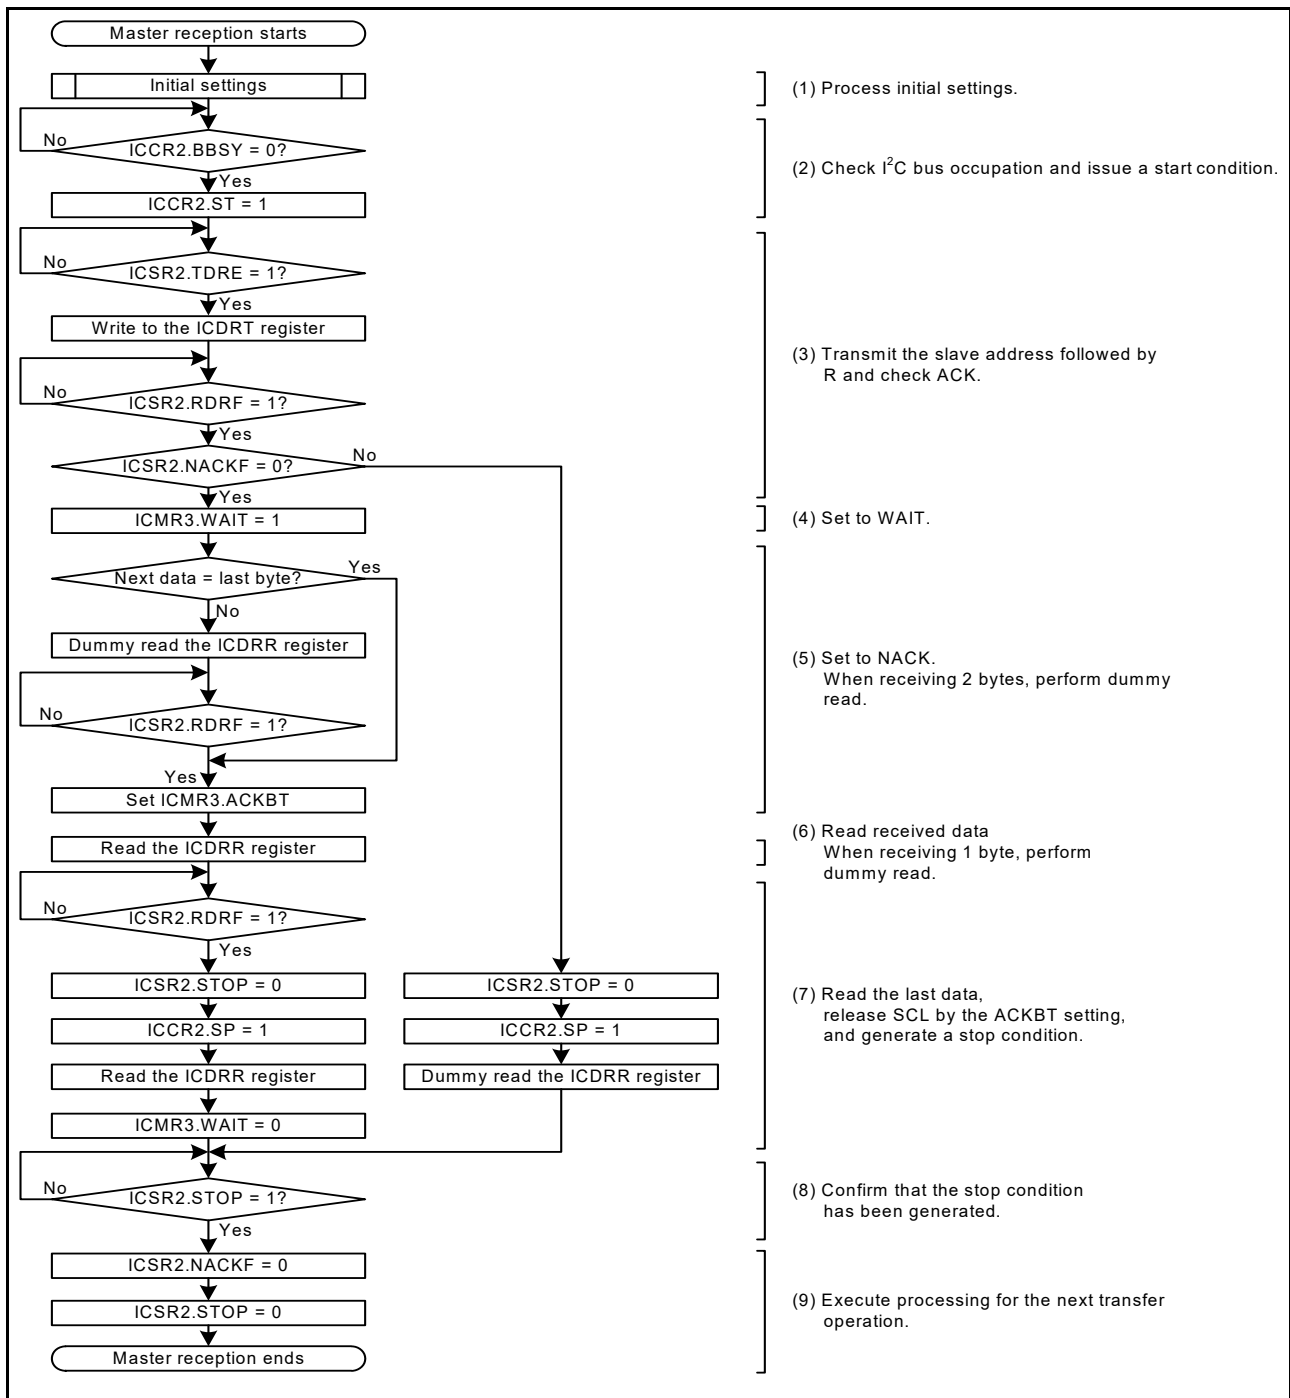 Master reception starts
Initial settings
(1) Process initial settings.
No
ICCR2.BBSY = 0?
Yes
(2) Check I²C bus occupation and issue a start condition.
ICCR2.ST = 1
No
ICSR2.TDRE = 1?
Yes
Write to the ICDRT register
(3) Transmit the slave address followed by
R and check ACK.
No
ICSR2.RDRF = 1?
Yes
ICSR2.NACKF = 0?
No
Yes
ICMR3.WAIT = 1
(4) Set to WAIT.
Next data = last byte?
Yes
No
Dummy read the ICDRR register
(5) Set to NACK.
When receiving 2 bytes, perform dummy
read.
No
ICSR2.RDRF = 1?
Yes
Set ICMR3.ACKBT
(6) Read received data
When receiving 1 byte, perform
dummy read.
Read the ICDRR register
No
ICSR2.RDRF = 1?
Yes
ICSR2.STOP = 0
ICSR2.STOP = 0
(7) Read the last data,
release SCL by the ACKBT setting,
and generate a stop condition.
ICCR2.SP = 1
ICCR2.SP = 1
Read the ICDRR register
Dummy read the ICDRR register
ICMR3.WAIT = 0
No
ICSR2.STOP = 1?
Yes
(8) Confirm that the stop condition
has been generated.
ICSR2.NACKF = 0
ICSR2.STOP = 0
(9) Execute processing for the next transfer
operation.
Master reception ends